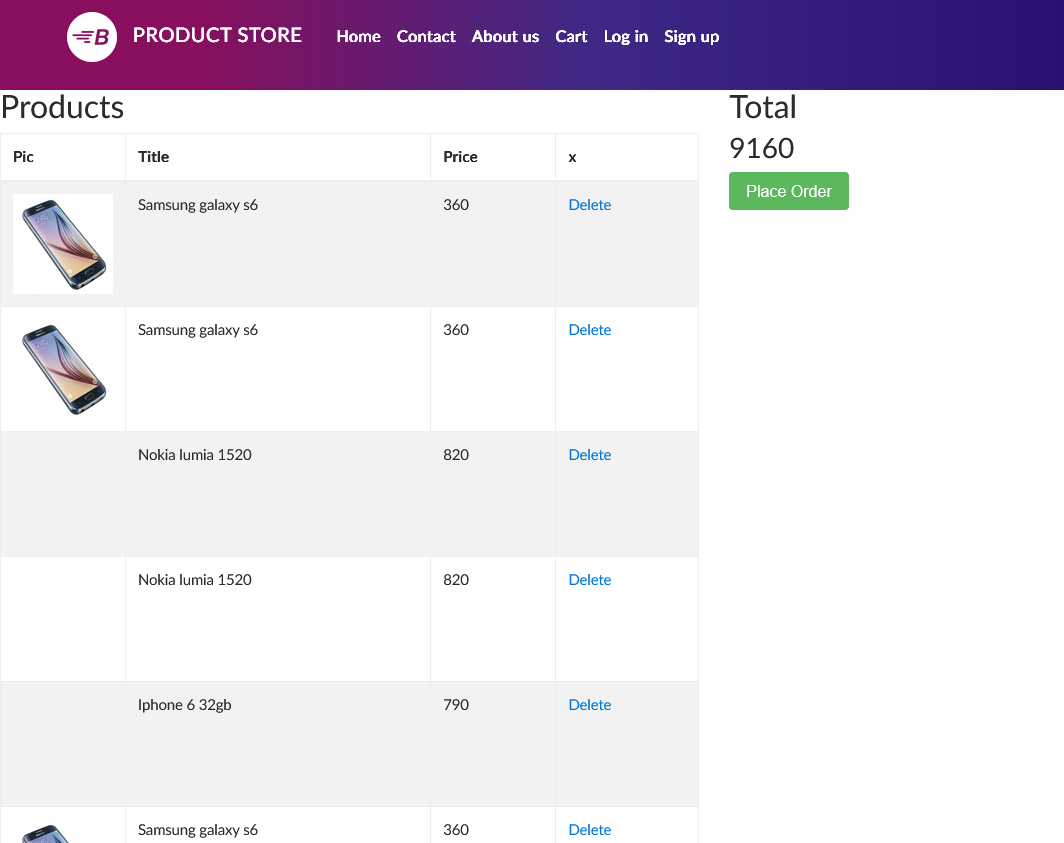 B PRODUCT STORE Home Contact About us Cart Log in Sign up
Products
Pic Title Price x
Samsung galaxy s6 360 Delete
Samsung galaxy s6 360 Delete
Nokia lumia 1520 820 Delete
Nokia lumia 1520 820 Delete
Iphone 6 32gb 790 Delete
Samsung galaxy s6 360 Delete
Total
9160
Place Order